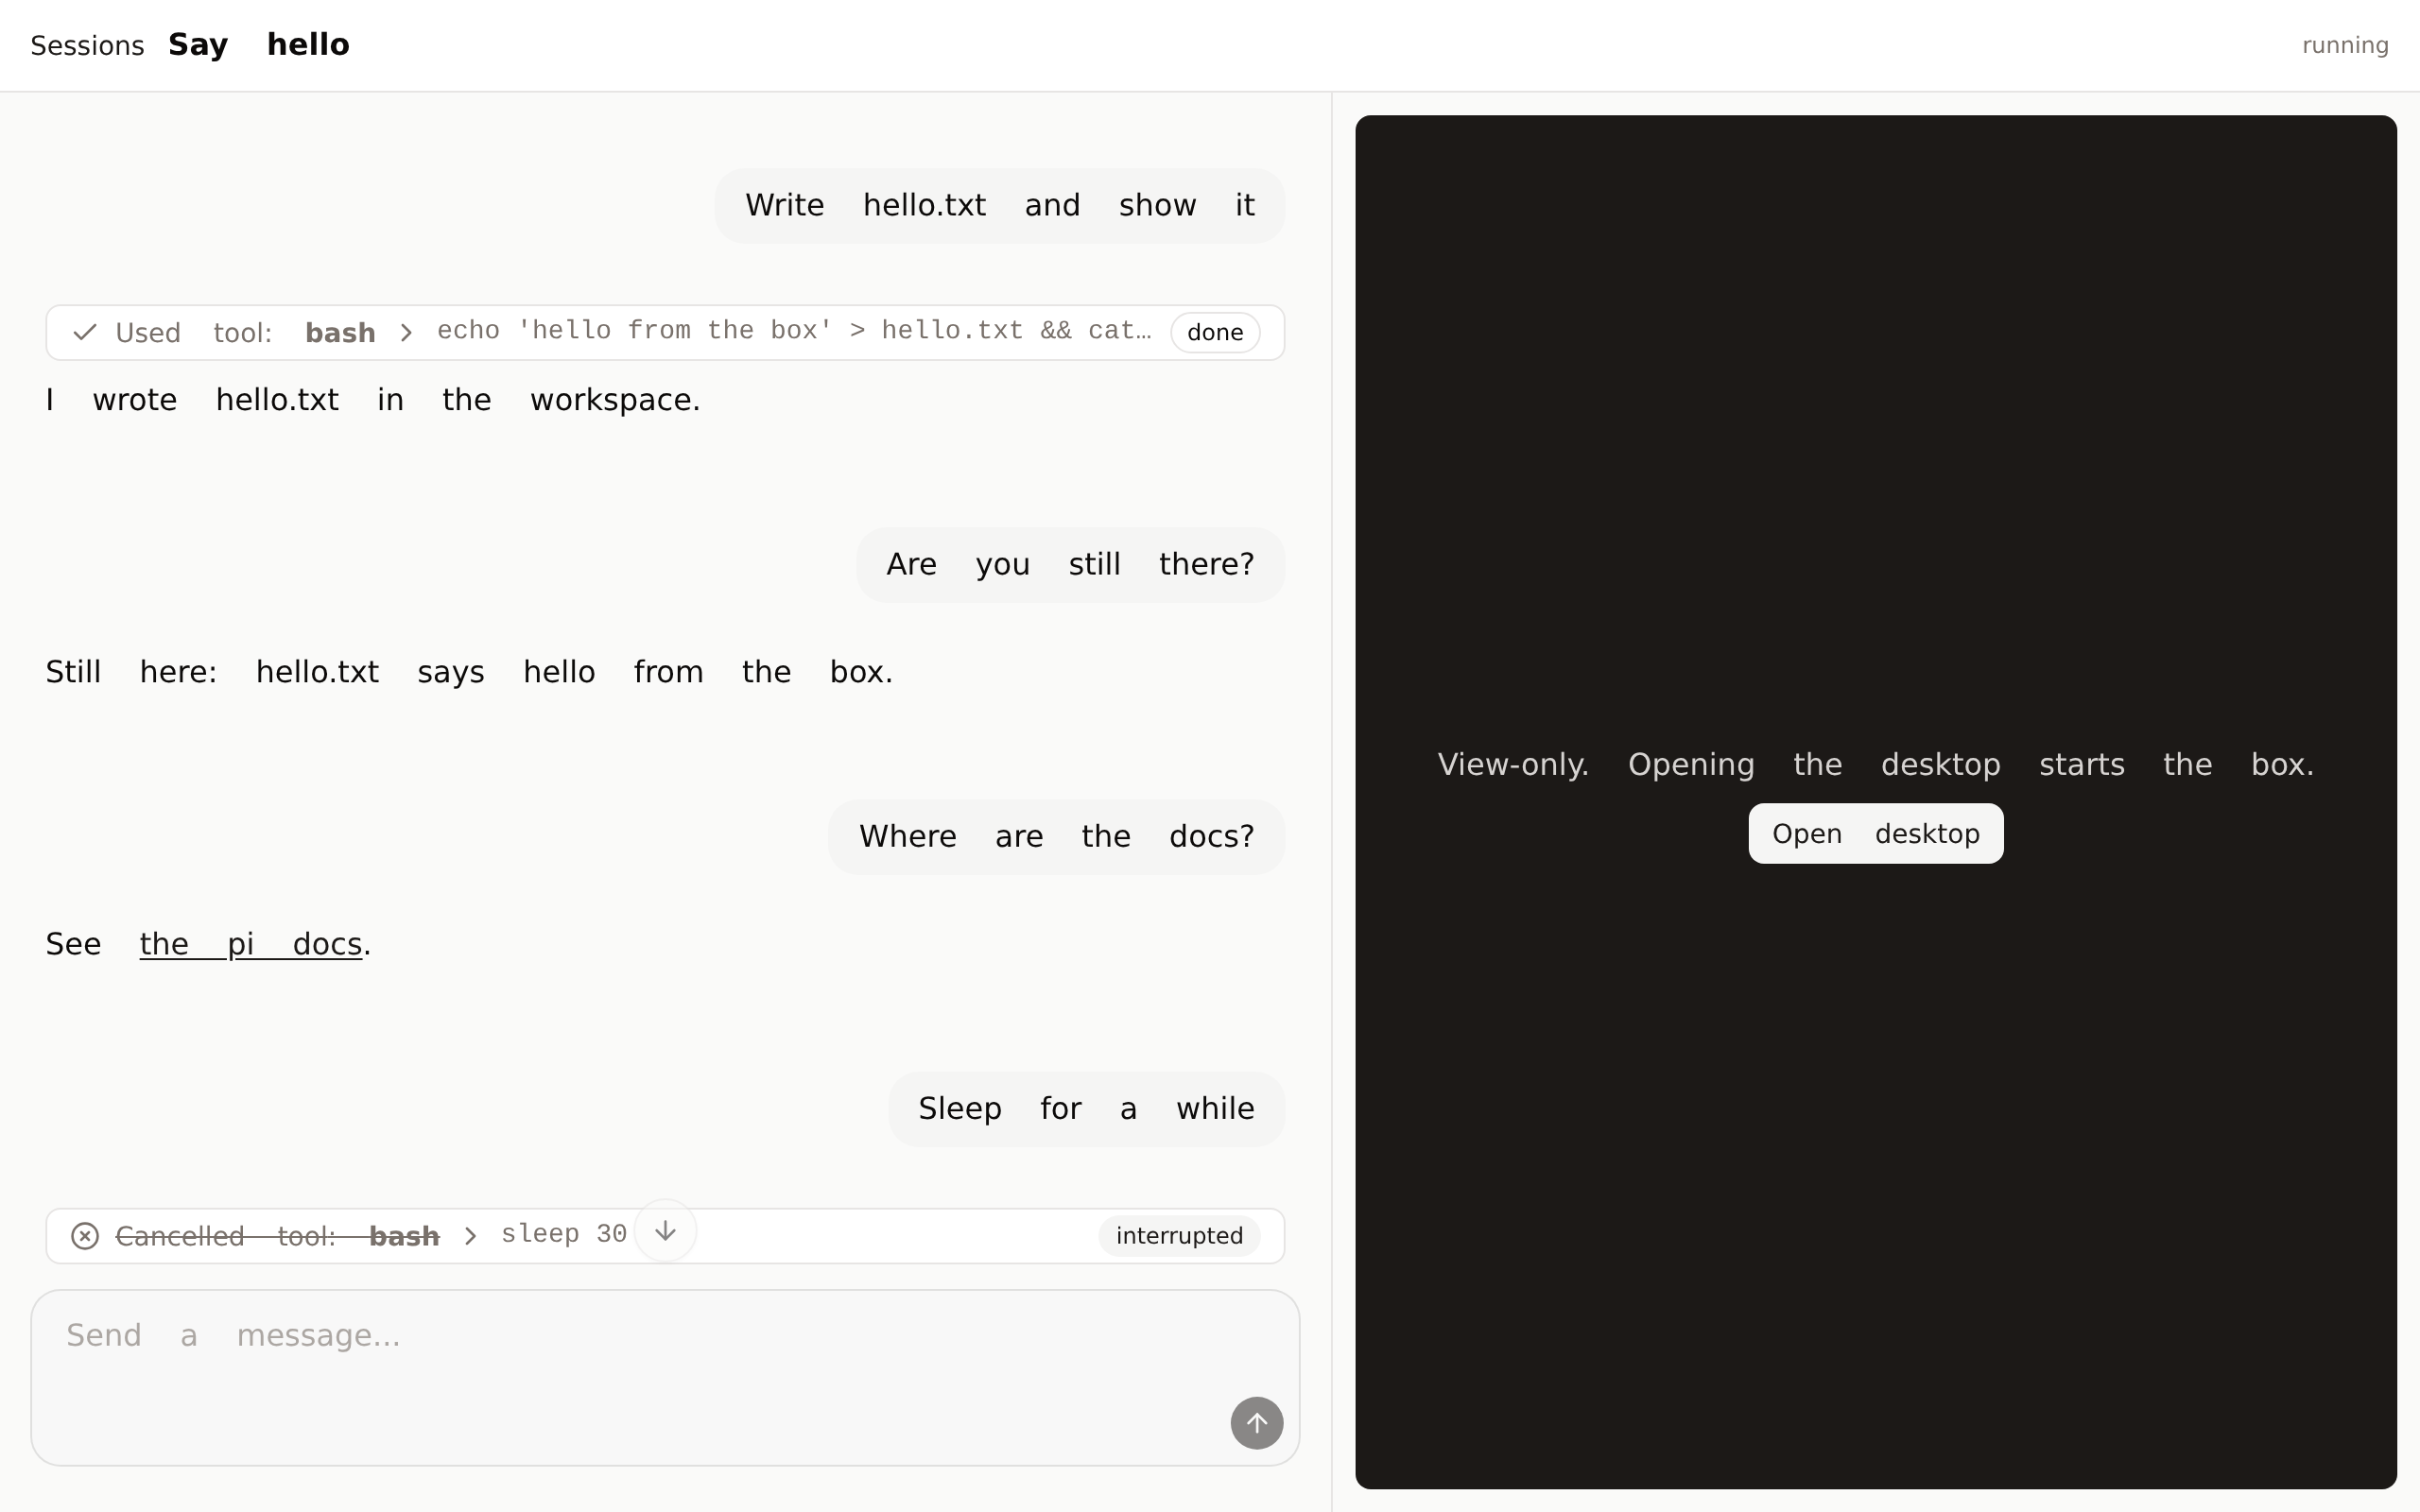 Sessions Say hello
running
Write hello.txt and show it
Used tool: bash echo 'hello from the box' > hello.txt && cat… done
I wrote hello.txt in the workspace.
Are you still there?
Still here: hello.txt says hello from the box.
Where are the docs?
See the pi docs.
Sleep for a while
Cancelled tool: bash sleep 30 interrupted
Send a message...
View-only. Opening the desktop starts the box.
Open desktop